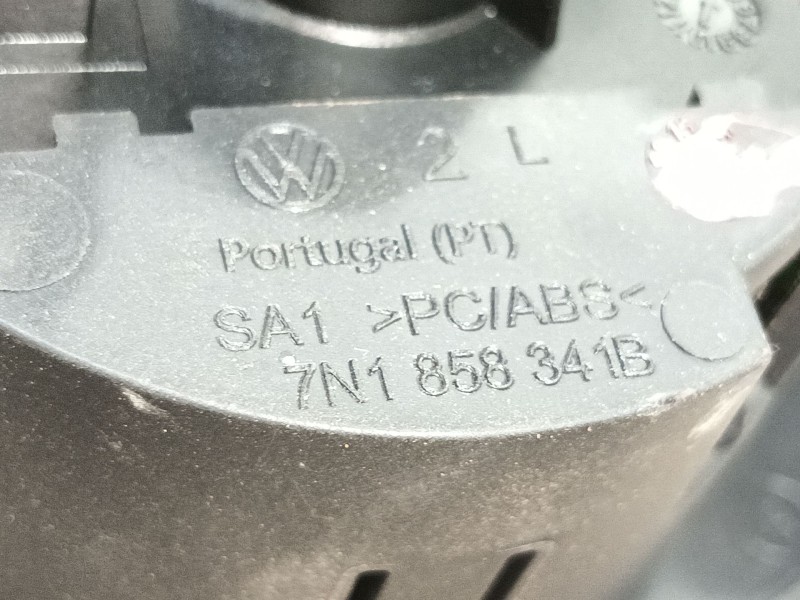 2 L
Portugal (PT)
SA1 >PC/ABS<
7N1 858 341B